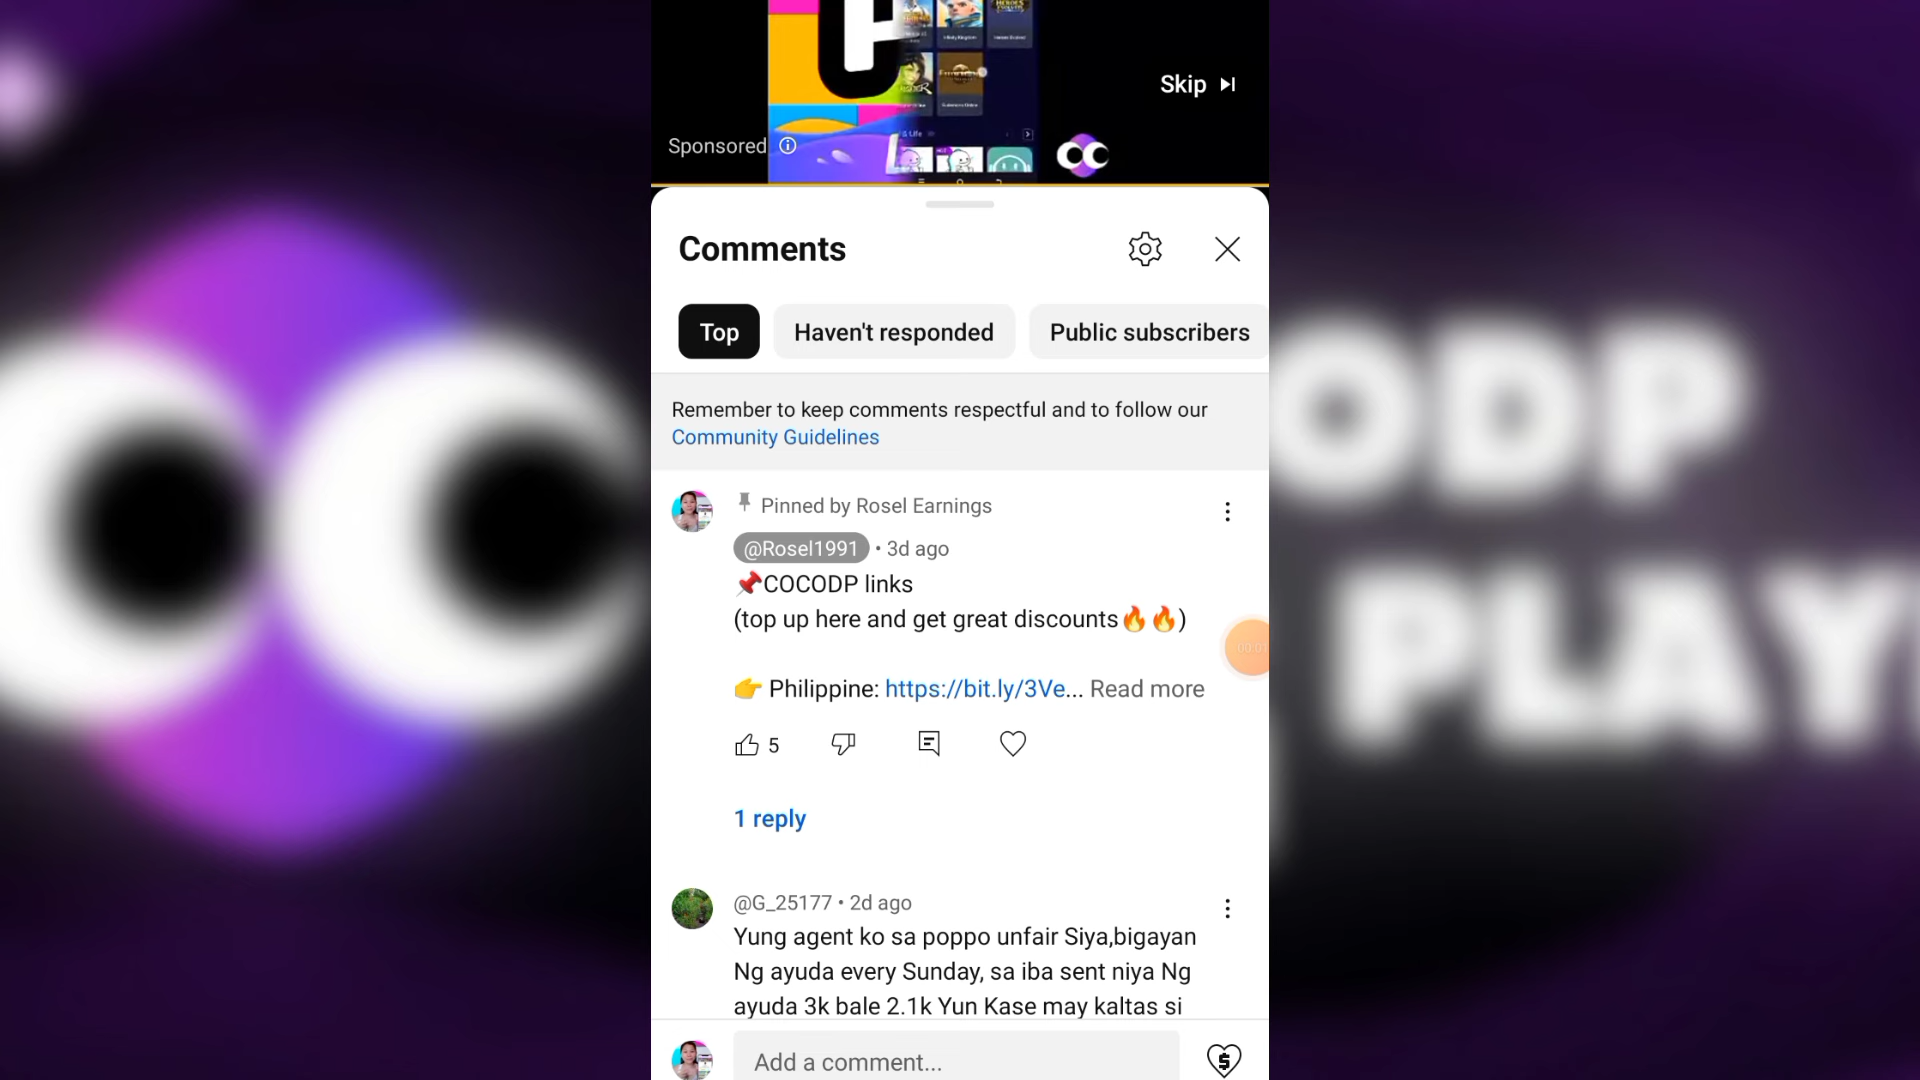 Skip
Sponsored
Comments
Top
Haven't responded
Public subscribers
Remember to keep comments respectful and to follow our
Community Guidelines
Pinned by Rosel Earnings
@Rosel1991 • 3d ago
📌COCODP links
(top up here and get great discounts🔥🔥)
👉 Philippine: https://bit.ly/3Ve... Read more
5
1 reply
@G_25177 • 2d ago
Yung agent ko sa poppo unfair Siya,bigayan
Ng ayuda every Sunday, sa iba sent niya Ng
ayuda 3k bale 2.1k Yun Kase may kaltas si
Add a comment...
00:01
ODP
PLAY